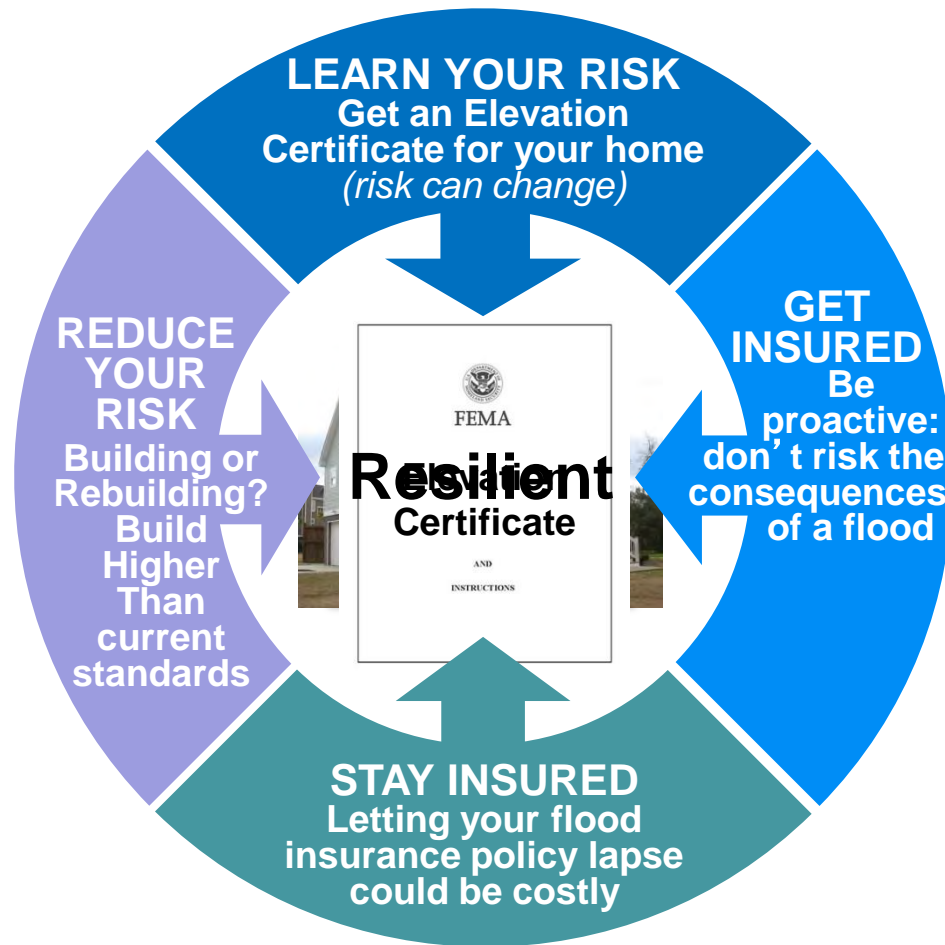 LEARN YOUR RISK
Get an Elevation
Certificate for your home
(risk can change)
GET
INSURED
Be
proactive:
don’t risk the
consequences
of a flood
REDUCE
YOUR
RISK
Building or
Rebuilding?
Build
Higher
Than
current
standards
FEMA
Resilient
Elevation
Certificate
AND
INSTRUCTIONS
STAY INSURED
Letting your flood
insurance policy lapse
could be costly